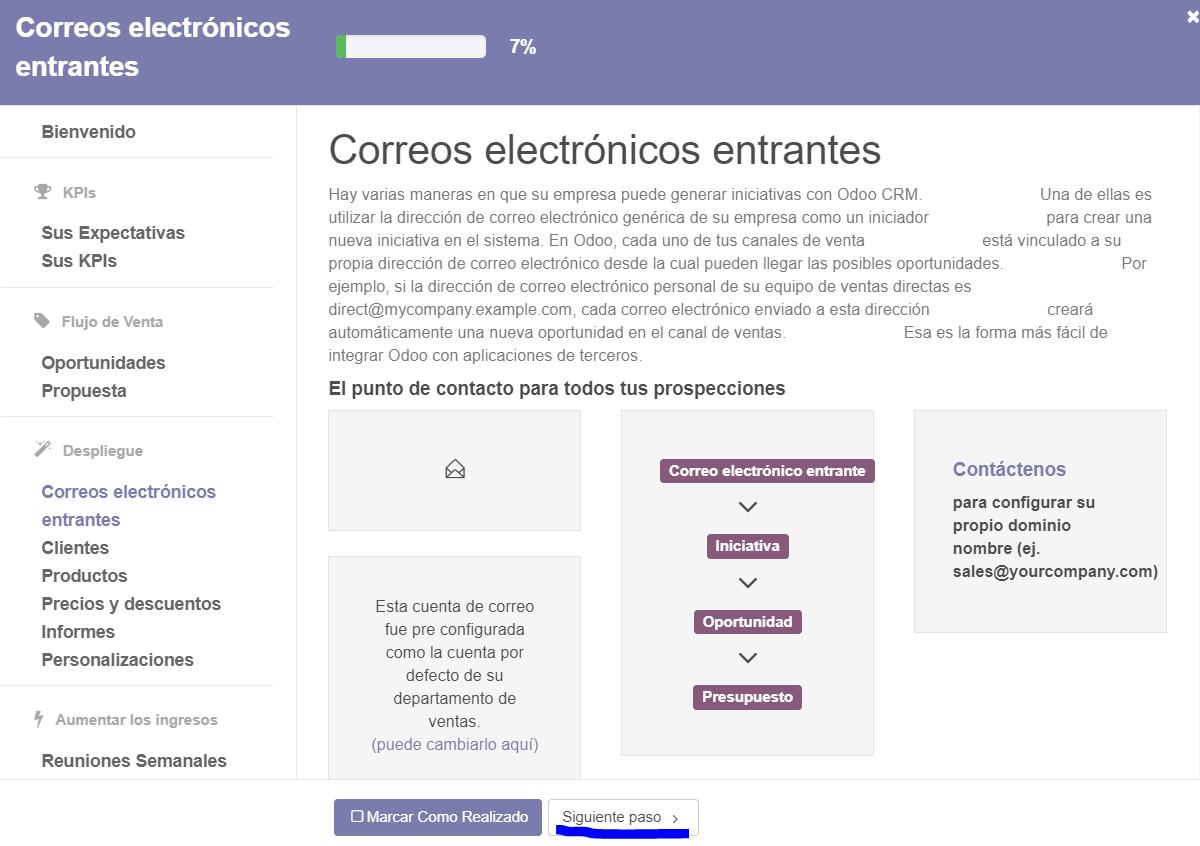 Correos electrónicos
entrantes
7%
Bienvenido
KPIs
Sus Expectativas
Sus KPIs
Flujo de Venta
Oportunidades
Propuesta
Despliegue
Correos electrónicos
entrantes
Clientes
Productos
Precios y descuentos
Informes
Personalizaciones
Aumentar los ingresos
Reuniones Semanales
Correos electrónicos entrantes
Hay varias maneras en que su empresa puede generar iniciativas con Odoo CRM. Una de ellas es
utilizar la dirección de correo electrónico genérica de su empresa como un iniciador para crear una
nueva iniciativa en el sistema. En Odoo, cada uno de tus canales de venta está vinculado a su
propia dirección de correo electrónico desde la cual pueden llegar las posibles oportunidades. Por
ejemplo, si la dirección de correo electrónico personal de su equipo de ventas directas es
direct@mycompany.example.com, cada correo electrónico enviado a esta dirección creará
automáticamente una nueva oportunidad en el canal de ventas. Esa es la forma más fácil de
integrar Odoo con aplicaciones de terceros.
El punto de contacto para todos tus prospecciones
Esta cuenta de correo
fue pre configurada
como la cuenta por
defecto de su
departamento de
ventas.
(puede cambiarlo aquí)
Correo electrónico entrante
Iniciativa
Oportunidad
Presupuesto
Contáctenos
para configurar su
propio dominio
nombre (ej.
sales@yourcompany.com)
Marcar Como Realizado
Siguiente paso